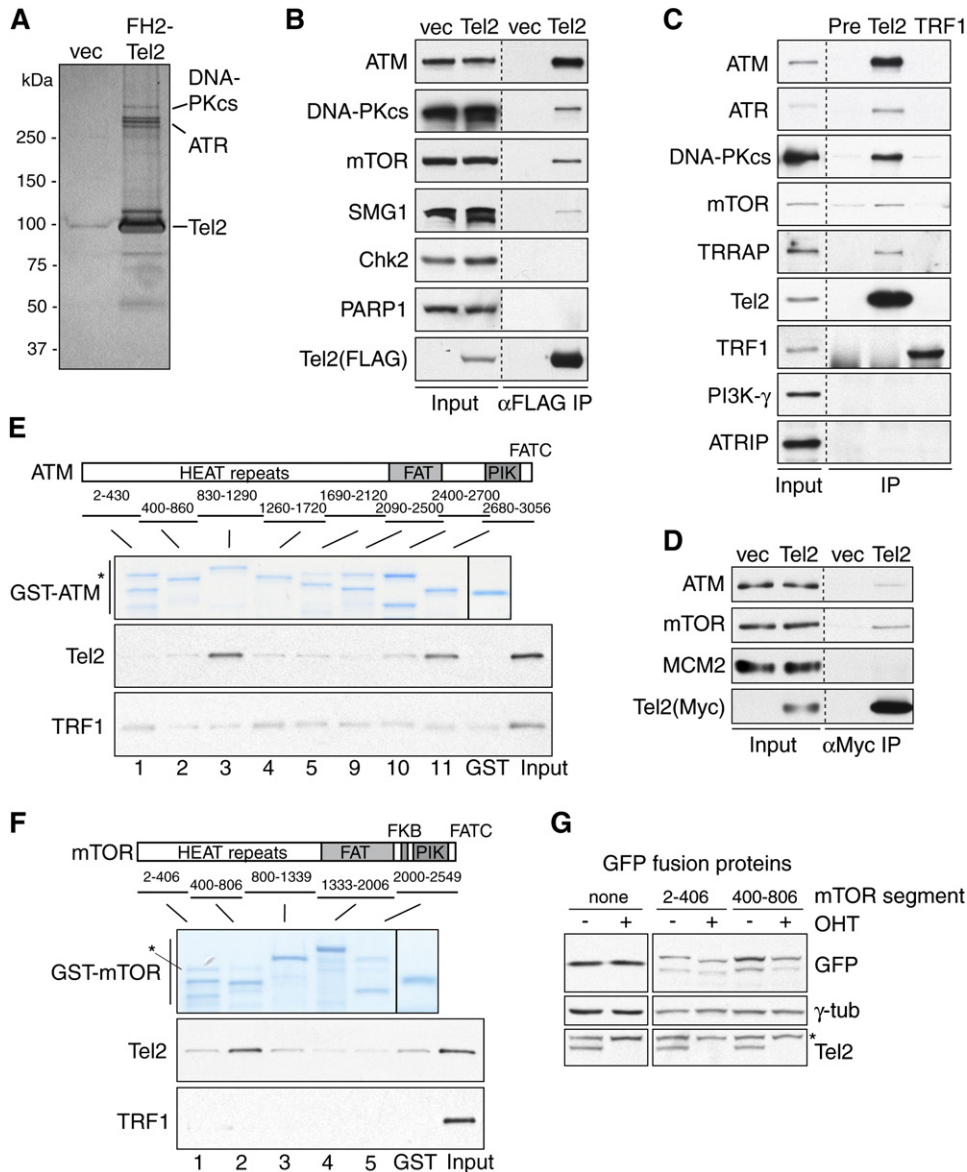 A
vec
FH2-
Tel2
kDa
DNA-
PKcs
ATR
250 -
150 -
100 -
Tel2
75 -
50 -
37 -
B
vec Tel2 vec Tel2
ATM
DNA-PKcs
mTOR
SMG1
Chk2
PARP1
Tel2(FLAG)
Input αFLAG IP
C
Pre Tel2 TRF1
ATM
ATR
DNA-PKcs
mTOR
TRRAP
Tel2
TRF1
PI3K-γ
ATRIP
Input IP
D
vec Tel2 vec Tel2
ATM
mTOR
MCM2
Tel2(Myc)
Input αMyc IP
E
FATC
ATM HEAT repeats FAT PIK
2-430 830-1290 1690-2120 2400-2700
400-860 1260-1720 2090-2500 2680-3056
*
GST-ATM
Tel2
TRF1
1 2 3 4 5 9 10 11 GST Input
F
FKB FATC
mTOR HEAT repeats FAT PIK
2-406 800-1339 2000-2549
400-806 1333-2006
*
GST-mTOR
Tel2
TRF1
1 2 3 4 5 GST Input
G
GFP fusion proteins
none 2-406 400-806 mTOR segment
- + - + - + OHT
GFP
γ-tub
*
Tel2